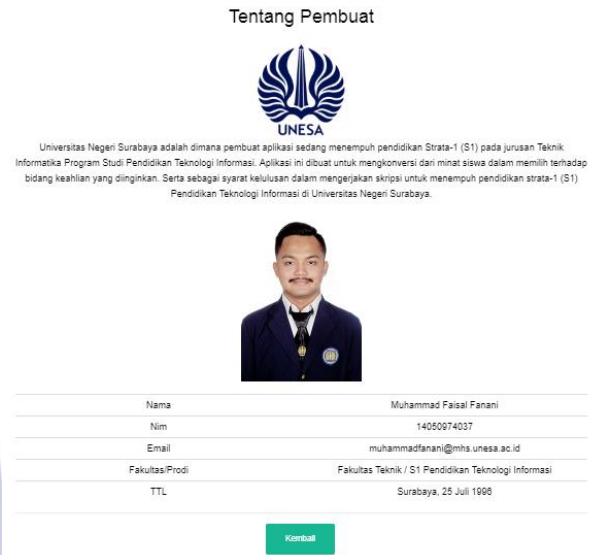 Tentang Pembuat
UNESA
Universitas Negeri Surabaya adalah dimana pembuat aplikasi sedang menempuh pendidikan Strata-1 (S1) pada jurusan Teknik
Informatika Program Studi Pendidikan Teknologi Informasi. Aplikasi ini dibuat untuk mengkonversi dari minat siswa dalam memilih terhadap
bidang keahlian yang diinginkan. Serta sebagai syarat kelulusan dalam mengerjakan skripsi untuk menempuh pendidikan strata-1 (S1)
Pendidikan Teknologi Informasi di Universitas Negeri Surabaya.
Nama Muhammad Faisal Fanani
Nim 14050974037
Email muhammadfanani@mhs.unesa.ac.id
Fakultas/Prodi Fakultas Teknik / S1 Pendidikan Teknologi Informasi
TTL Surabaya, 25 Juli 1996
Kembali